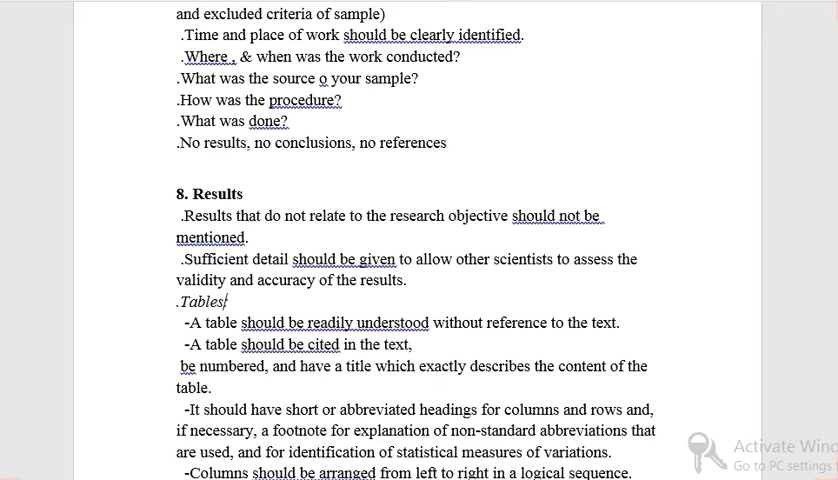 and excluded criteria of sample)
.Time and place of work should be clearly identified.
.Where , & when was the work conducted?
.What was the source o your sample?
.How was the procedure?
.What was done?
.No results, no conclusions, no references
8. Results
.Results that do not relate to the research objective should not be
mentioned.
.Sufficient detail should be given to allow other scientists to assess the
validity and accuracy of the results.
.Tables:
-A table should be readily understood without reference to the text.
-A table should be cited in the text,
be numbered, and have a title which exactly describes the content of the
table.
-It should have short or abbreviated headings for columns and rows and,
if necessary, a footnote for explanation of non-standard abbreviations that
are used, and for identification of statistical measures of variations.
-Columns should be arranged from left to right in a logical sequence.
Activate Wind
Go to PC settings